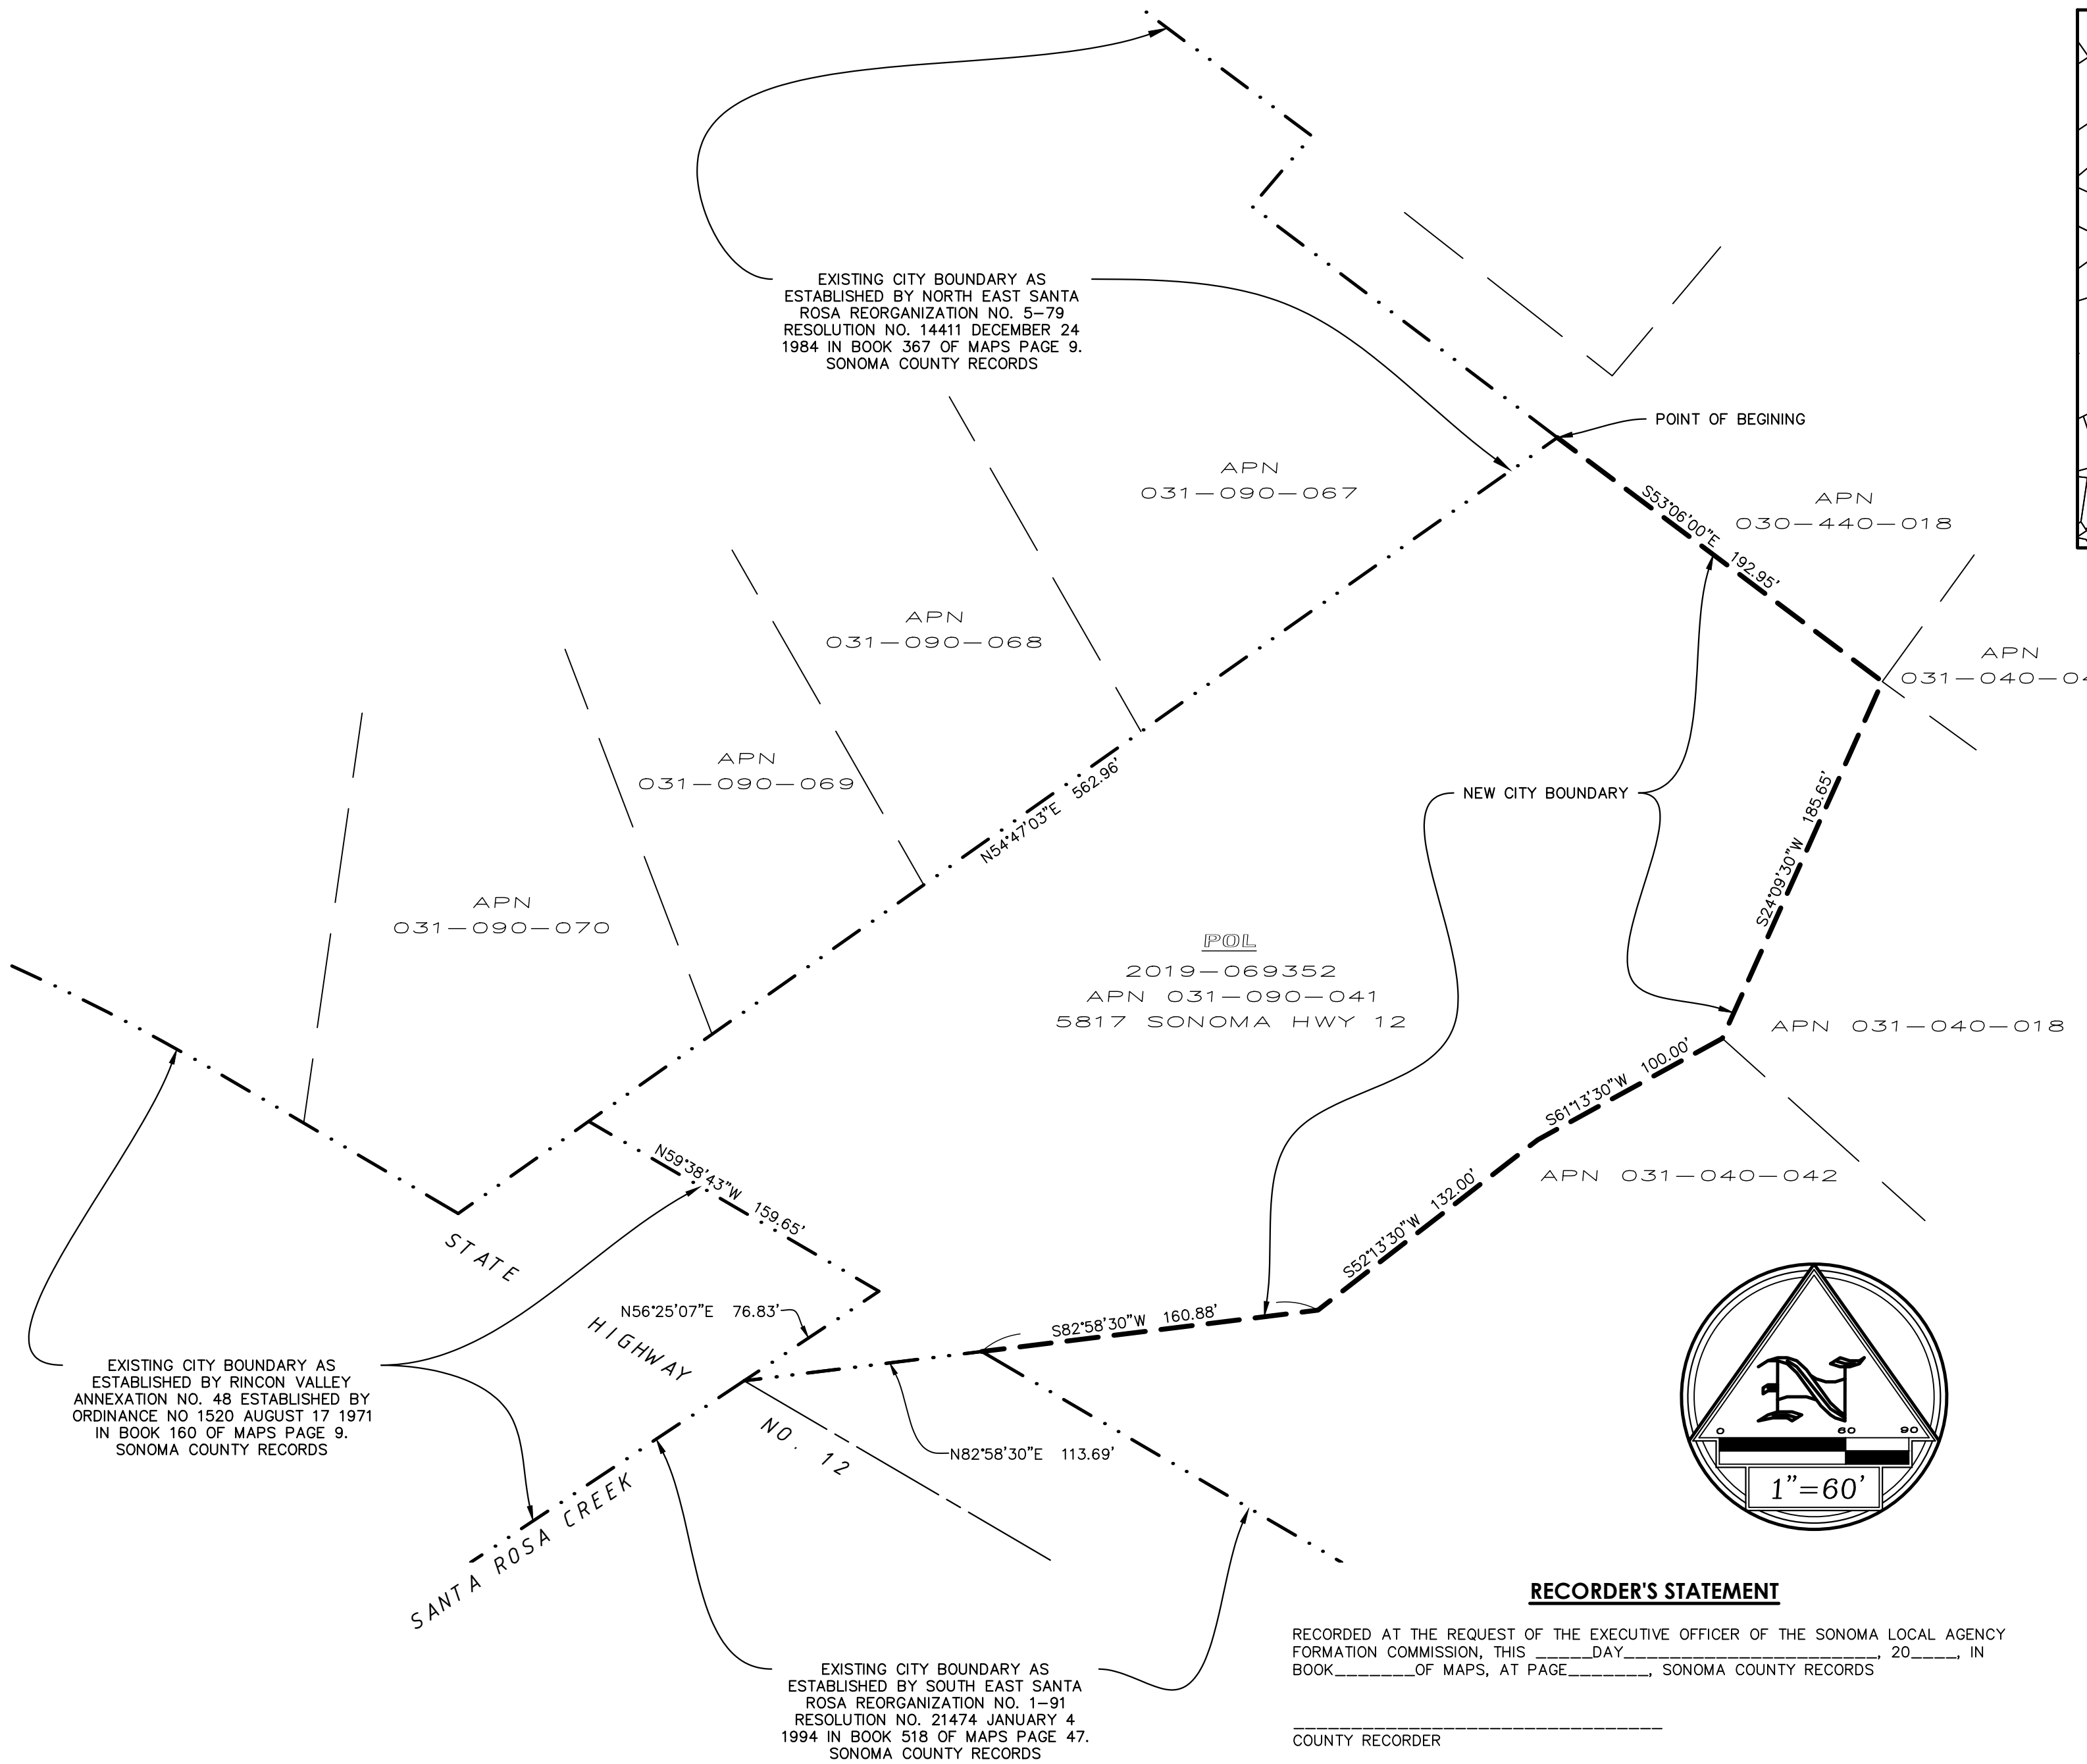 EXISTING CITY BOUNDARY AS
ESTABLISHED BY NORTH EAST SANTA
ROSA REORGANIZATION NO. 5-79
RESOLUTION NO. 14411 DECEMBER 24
1984 IN BOOK 367 OF MAPS PAGE 9.
SONOMA COUNTY RECORDS
POINT OF BEGINING
APN
031-090-067
APN
030-440-018
S53°06'00"E 192.95'
APN
031-090-068
APN
031-040-04
APN
031-090-069
N54°47'03"E 562.96'
NEW CITY BOUNDARY
S24°09'30"W 185.65'
APN
031-090-070
POL
2019-069352
APN 031-090-041
5817 SONOMA HWY 12
APN 031-040-018
S61°13'30"W 100.00'
APN 031-040-042
S52°13'30"W 132.00'
N59°38'43"W 159.65'
STATE
HIGHWAY
NO. 12
N56°25'07"E 76.83'
S82°58'30"W 160.88'
N82°58'30"E 113.69'
EXISTING CITY BOUNDARY AS
ESTABLISHED BY RINCON VALLEY
ANNEXATION NO. 48 ESTABLISHED BY
ORDINANCE NO 1520 AUGUST 17 1971
IN BOOK 160 OF MAPS PAGE 9.
SONOMA COUNTY RECORDS
SANTA ROSA CREEK
N
0 60 90
1"=60'
EXISTING CITY BOUNDARY AS
ESTABLISHED BY SOUTH EAST SANTA
ROSA REORGANIZATION NO. 1-91
RESOLUTION NO. 21474 JANUARY 4
1994 IN BOOK 518 OF MAPS PAGE 47.
SONOMA COUNTY RECORDS
RECORDER'S STATEMENT
RECORDED AT THE REQUEST OF THE EXECUTIVE OFFICER OF THE SONOMA LOCAL AGENCY
FORMATION COMMISSION, THIS ______DAY______________________, 20____, IN
BOOK_______OF MAPS, AT PAGE_______, SONOMA COUNTY RECORDS
________________________________
COUNTY RECORDER